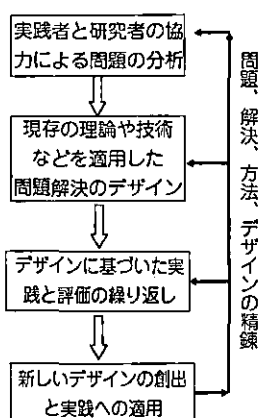 実践者と研究者の協
力による問題の分析
現存の理論や技術
などを適用した
問題解決のデザイン
デザインに基づいた実
践と評価の繰り返し
新しいデザインの創出
と実践への適用
問題、解決、方法、デザインの精錬